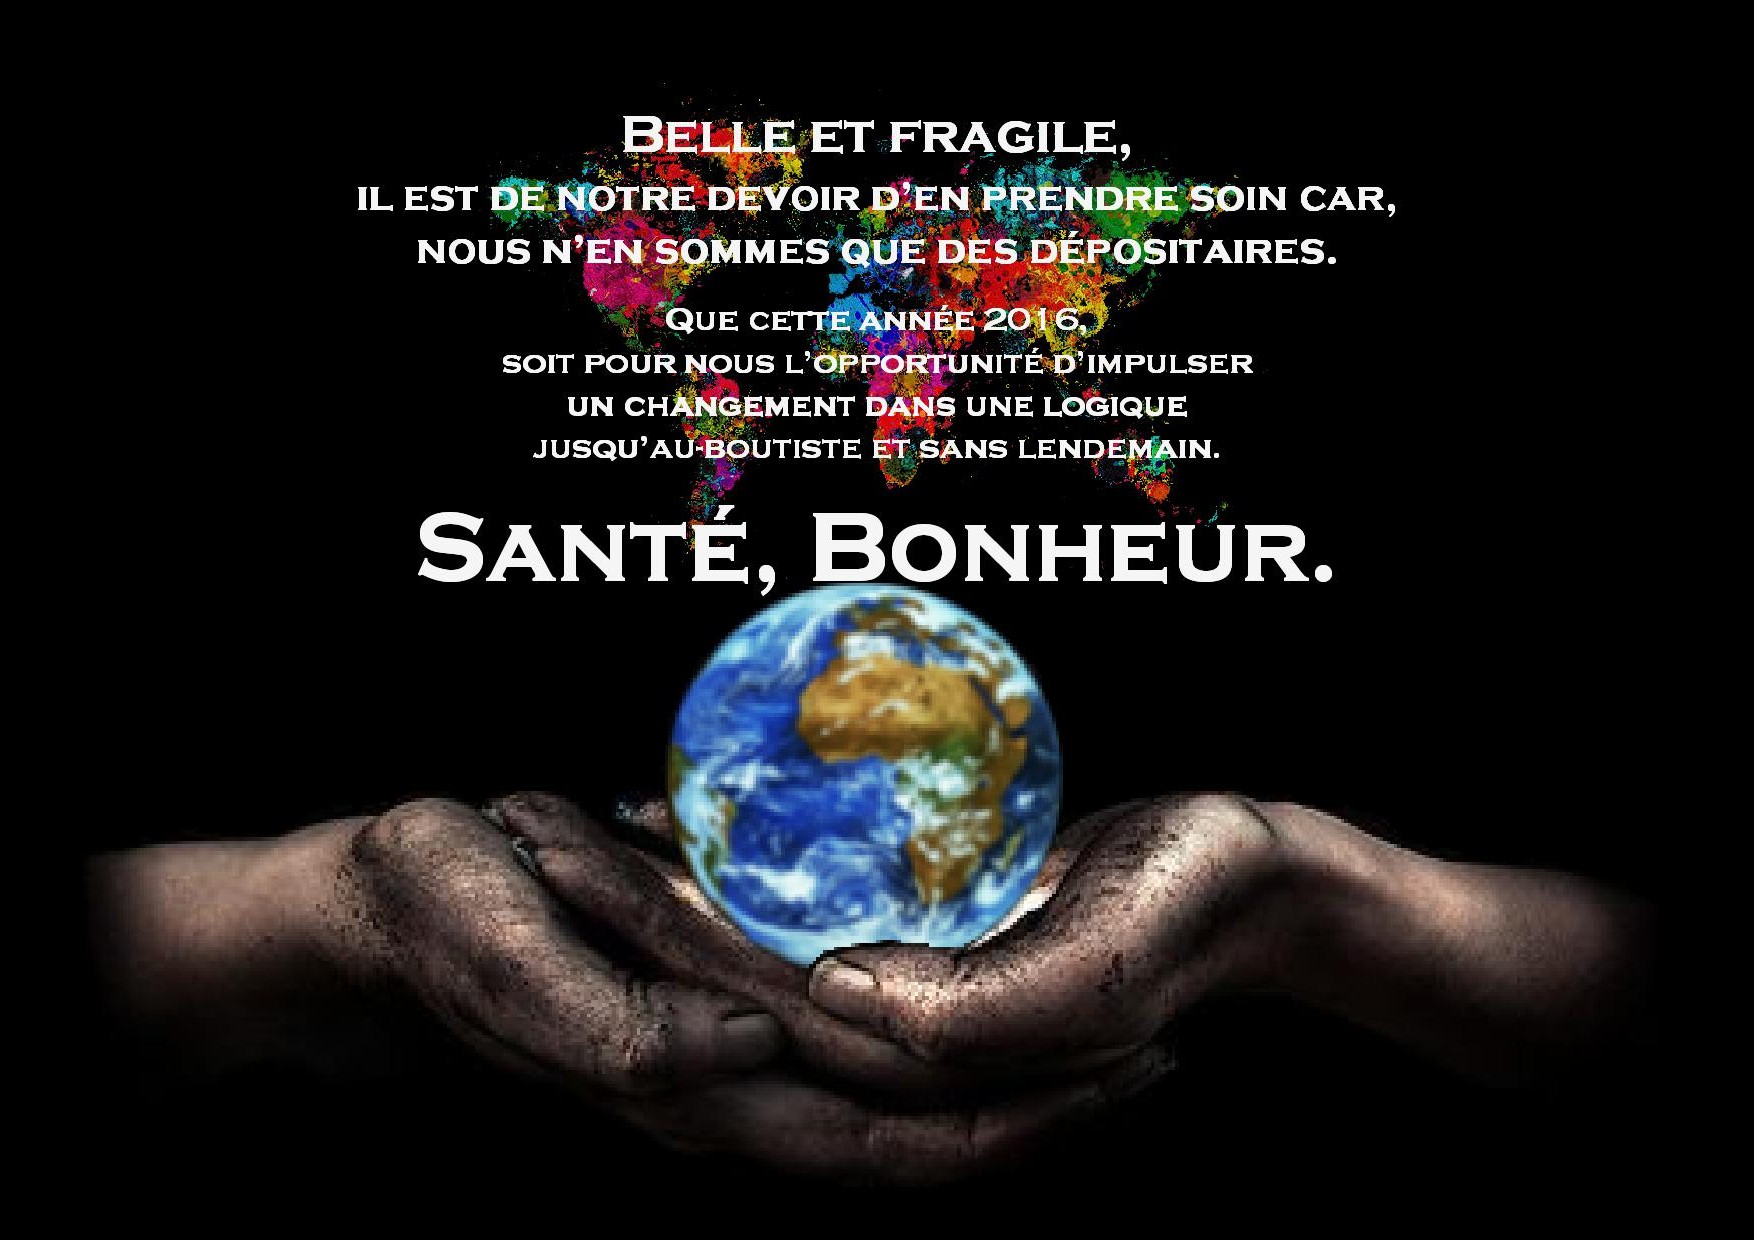 Belle et fragile,
il est de notre devoir d'en prendre soin car,
nous n'en sommes que des dépositaires.
Que cette année 2016,
soit pour nous l'opportunité d'impulser
un changement dans une logique
jusqu'au-boutiste et sans lendemain.
Santé, Bonheur.